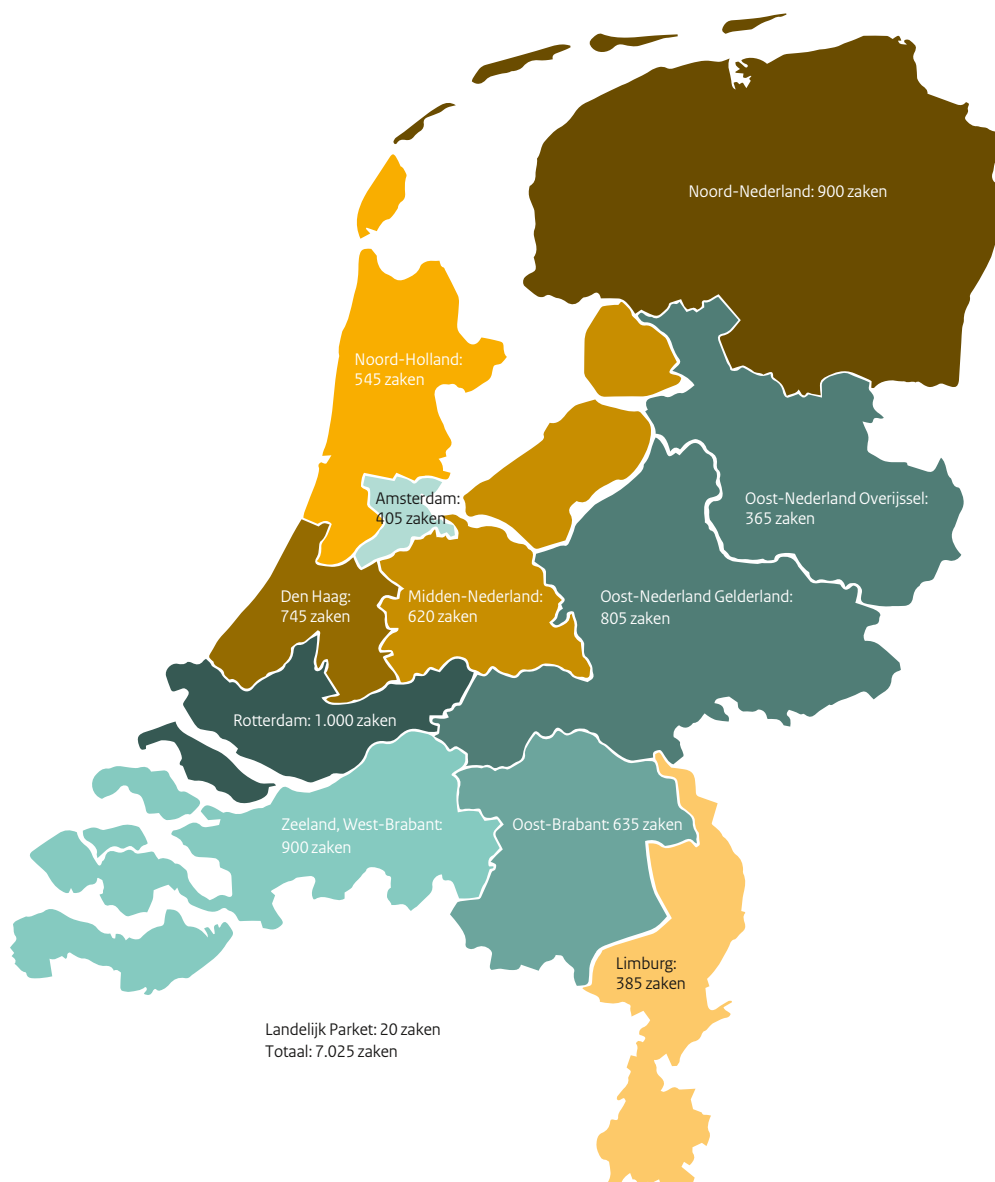 Noord-Nederland: 900 zaken
Noord-Holland:
545 zaken
Amsterdam:
405 zaken
Oost-Nederland Overijssel:
365 zaken
Den Haag:
745 zaken
Midden-Nederland:
620 zaken
Oost-Nederland Gelderland:
805 zaken
Rotterdam: 1.000 zaken
Zeeland, West-Brabant:
900 zaken
Oost-Brabant: 635 zaken
Limburg:
385 zaken
Landelijk Parket: 20 zaken
Totaal: 7.025 zaken